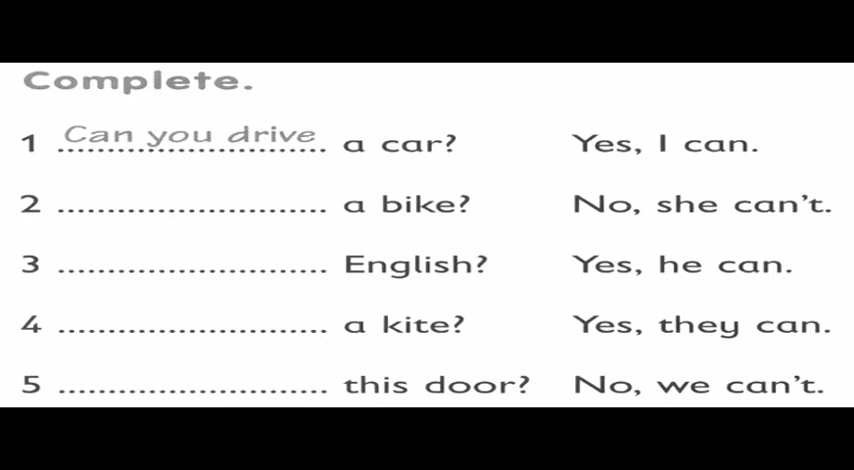 Complete.
1 Can you drive a car? Yes, I can.
2 ........................... a bike? No, she can't.
3 ........................... English? Yes, he can.
4 ........................... a kite? Yes, they can.
5 ........................... this door? No, we can't.